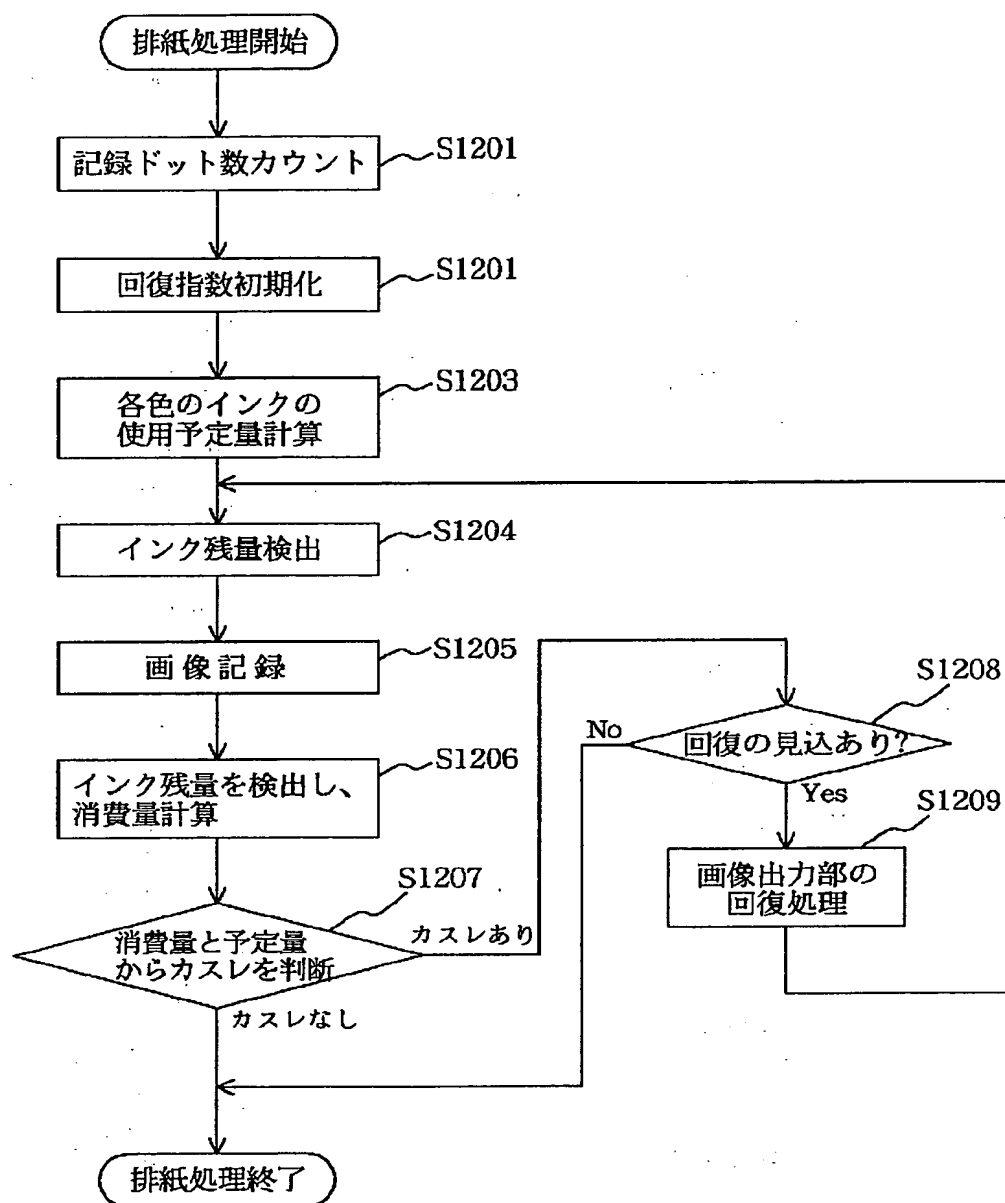 排紙処理開始
記録ドット数カウント
S1201
回復指数初期化
S1201
各色のインクの
使用予定量計算
S1203
インク残量検出
S1204
画像記録
S1205
インク残量を検出し、
消費量計算
S1206
消費量と予定量
からカスレを判断
S1207
カスレあり
カスレなし
回復の見込あり?
S1208
No
Yes
画像出力部の
回復処理
S1209
排紙処理終了